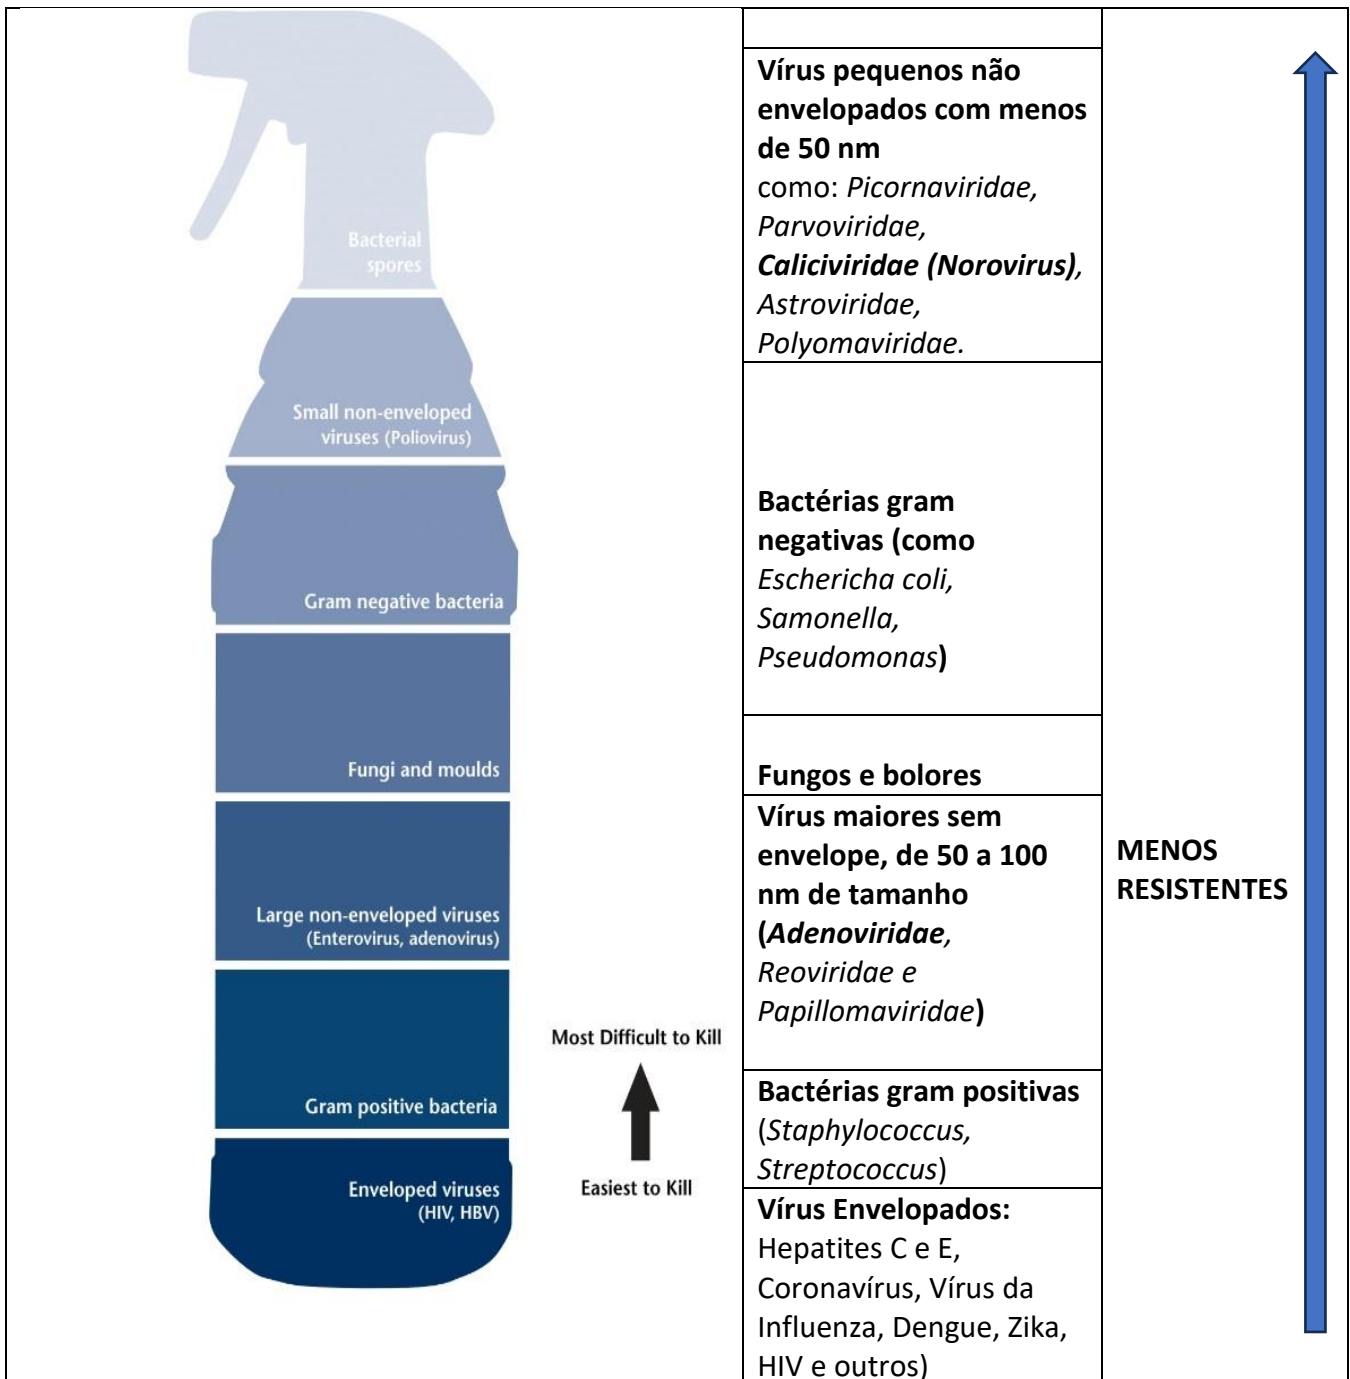 Bacterial
spores
Small non-enveloped
viruses (Poliovirus)
Gram negative bacteria
Fungi and moulds
Large non-enveloped viruses
(Enterovirus, adenovirus)
Gram positive bacteria
Enveloped viruses
(HIV, HBV)
Most Difficult to Kill
Easiest to Kill
Vírus pequenos não
envelopados com menos
de 50 nm
como: Picornaviridae,
Parvoviridae,
Caliciviridae (Norovirus),
Astroviridae,
Polyomaviridae.
Bactérias gram
negativas (como
Eschericha coli,
Samonella,
Pseudomonas)
Fungos e bolores
Vírus maiores sem
envelope, de 50 a 100
nm de tamanho
(Adenoviridae,
Reoviridae e
Papillomaviridae)
Bactérias gram positivas
(Staphylococcus,
Streptococcus)
Vírus Envelopados:
Hepatites C e E,
Coronavírus, Vírus da
Influenza, Dengue, Zika,
HIV e outros)
MENOS
RESISTENTES